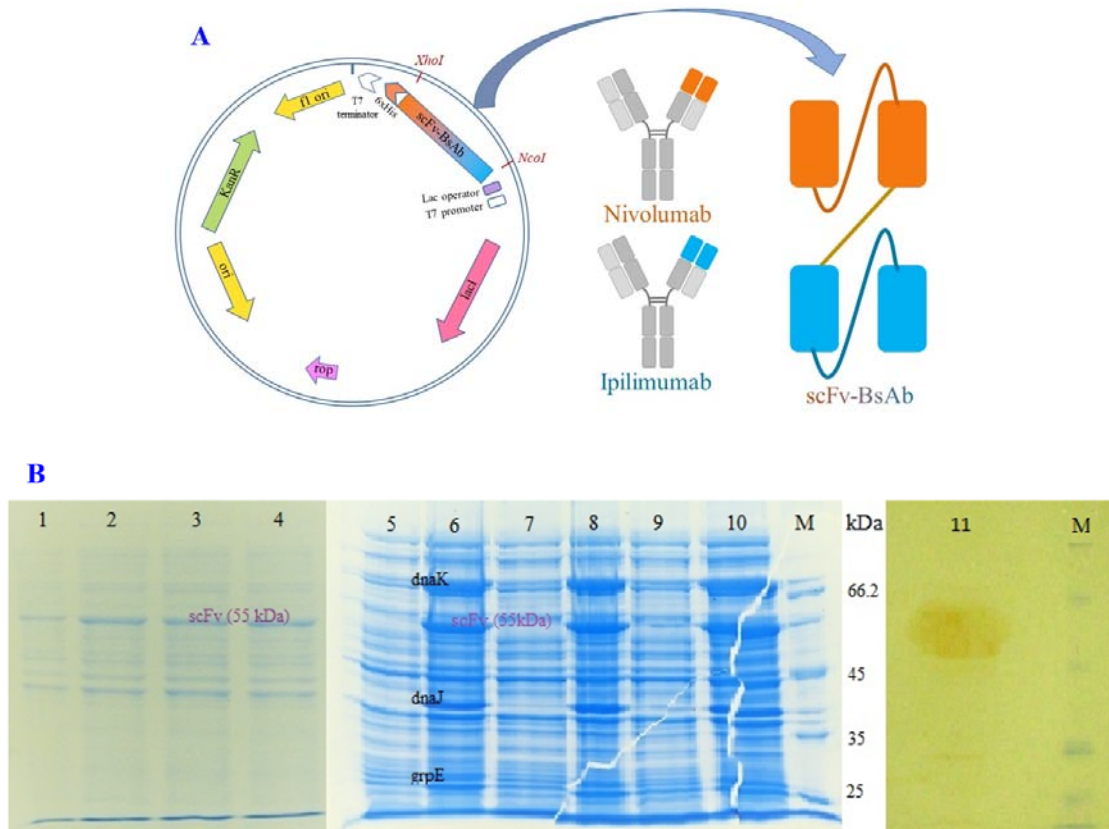 A
XhoI
f1 ori
T7
terminator
6xHis
scFv-BsAb
KanR
NcoI
Lac operator
T7 promoter
ori
lacI
rop
Nivolumab
Ipilimumab
scFv-BsAb
B
1 2 3 4 5 6 7 8 9 10 M kDa 11 M
dnaK
66.2
scFv (55 kDa) scFv (55kDa)
45
dnaJ
35
grpE
25